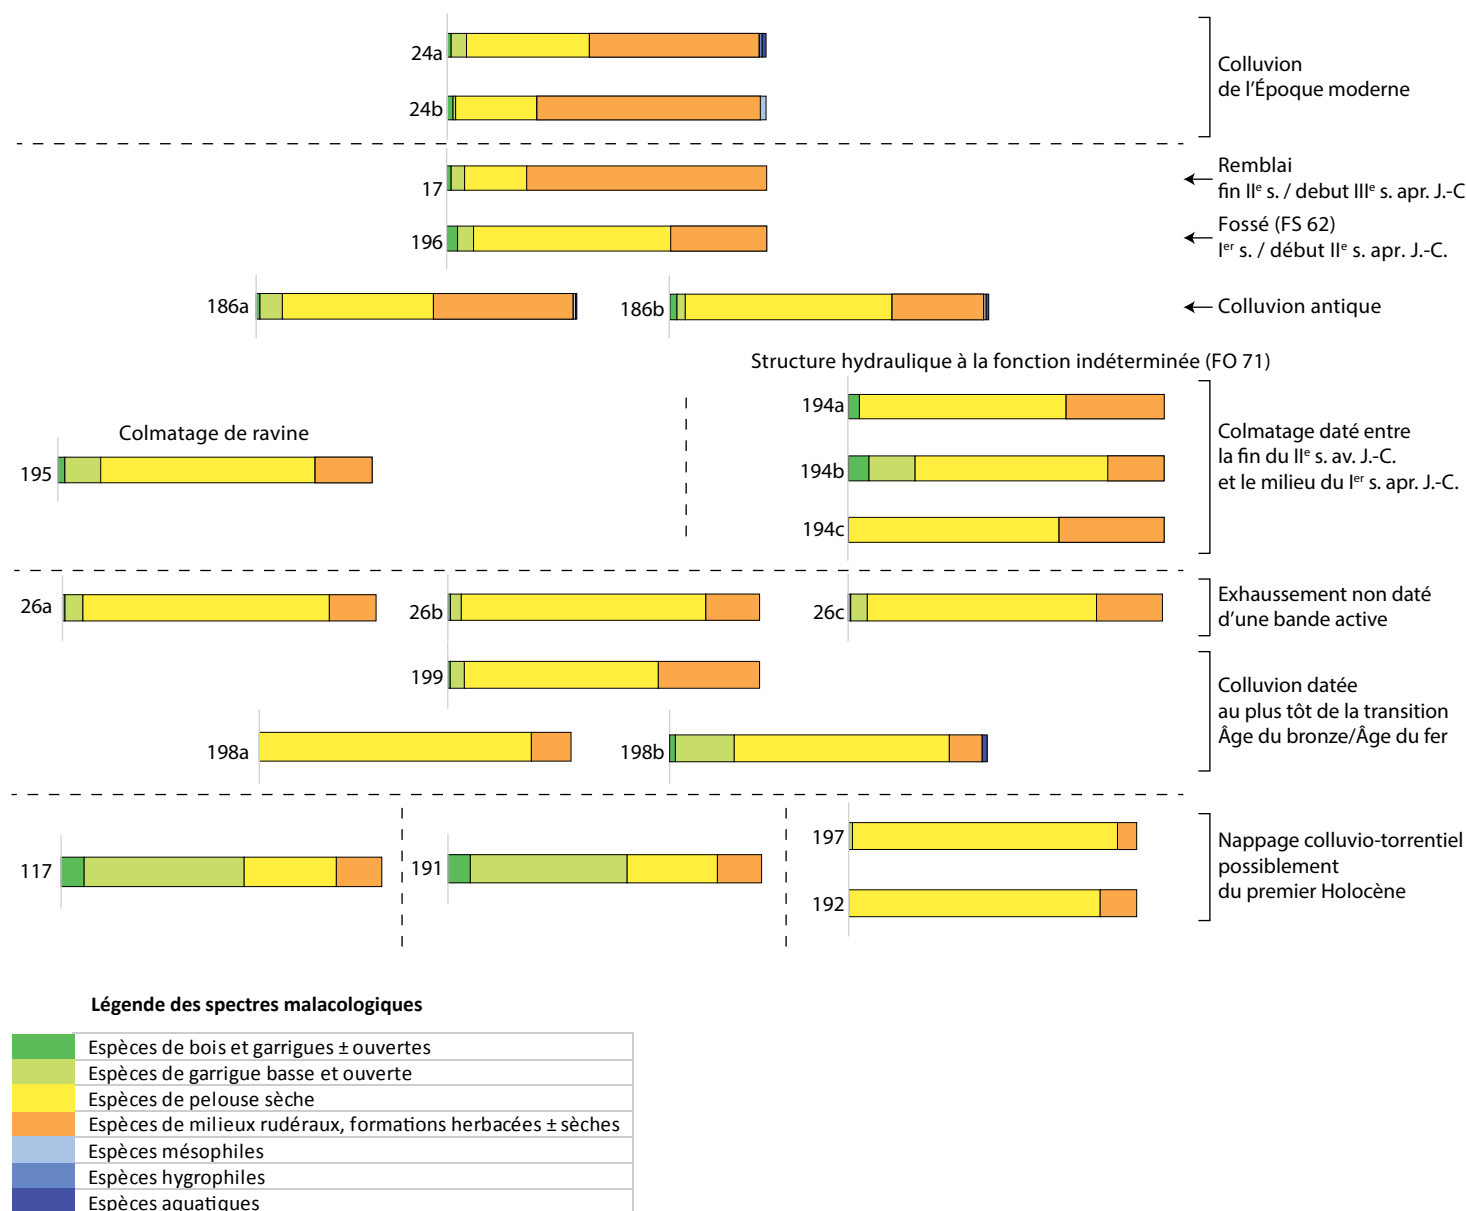 24a
24b
Colluvion
de l'Époque moderne
17
Remblai
fin IIe s. / debut IIIe s. apr. J.-C
196
Fossé (FS 62)
Ier s. / début IIe s. apr. J.-C.
186a
186b
Colluvion antique
Structure hydraulique à la fonction indéterminée (FO 71)
Colmatage de ravine
195
194a
194b
194c
Colmatage daté entre
la fin du IIe s. av. J.-C.
et le milieu du Ier s. apr. J.-C.
26a
26b
26c
Exhaussement non daté
d'une bande active
199
198a
198b
Colluvion datée
au plus tôt de la transition
Âge du bronze/Âge du fer
117
191
197
192
Nappage colluvio-torrentiel
possiblement
du premier Holocène
Légende des spectres malacologiques
Espèces de bois et garrigues ± ouvertes
Espèces de garrigue basse et ouverte
Espèces de pelouse sèche
Espèces de milieux rudéraux, formations herbacées ± sèches
Espèces mésophiles
Espèces hygrophiles
Espèces aquatiques